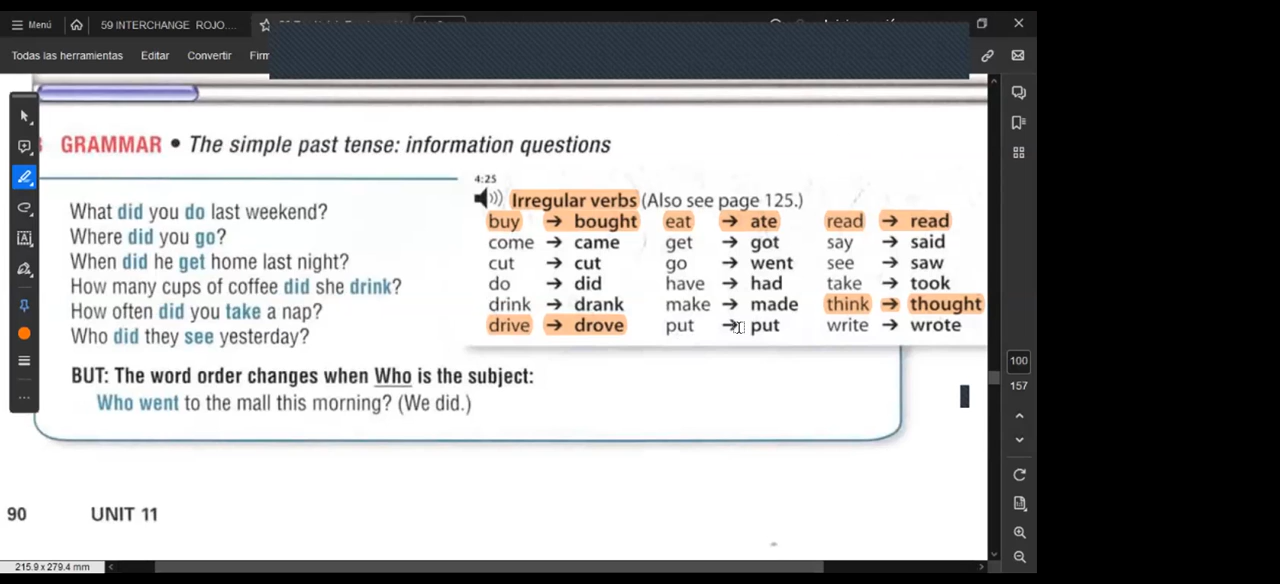 Menú
59 INTERCHANGE ROJO....
Todas las herramientas Editar Convertir Firm
GRAMMAR • The simple past tense: information questions
What did you do last weekend?
Where did you go?
When did he get home last night?
How many cups of coffee did she drink?
How often did you take a nap?
Who did they see yesterday?
BUT: The word order changes when Who is the subject:
Who went to the mall this morning? (We did.)
4:25
Irregular verbs (Also see page 125.)
buy → bought eat → ate read → read
come → came get → got say → said
cut → cut go → went see → saw
do → did have → had take → took
drink → drank make → made think → thought
drive → drove put → put write → wrote
90 UNIT 11
100
157
215.9 x 279.4 mm